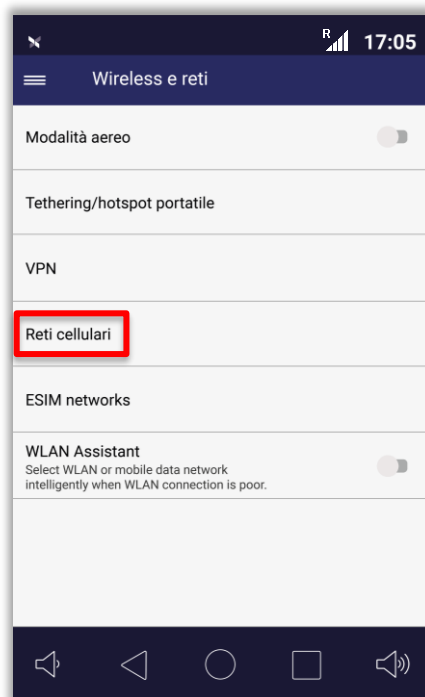 R
17:05
Wireless e reti
Modalità aereo
Tethering/hotspot portatile
VPN
Reti cellulari
ESIM networks
WLAN Assistant
Select WLAN or mobile data network
intelligently when WLAN connection is poor.